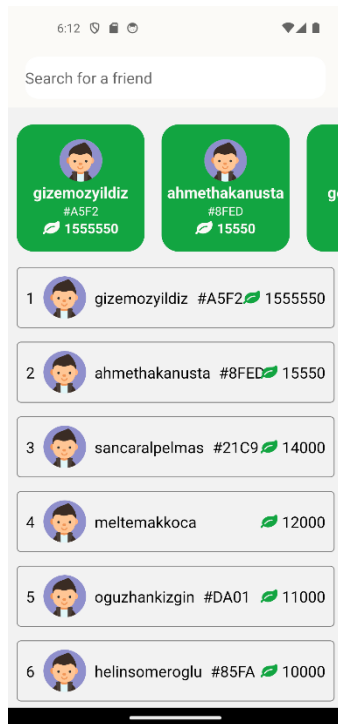 6:12
Search for a friend
gizemozyildiz
#A5F2
1555550
ahmethakanusta
#8FED
15550
1 gizemozyildiz #A5F2 1555550
2 ahmethakanusta #8FED 15550
3 sancaralpelmas #21C9 14000
4 meltemakkoca 12000
5 oguzhankizgin #DA01 11000
6 helinsomeroglu #85FA 10000